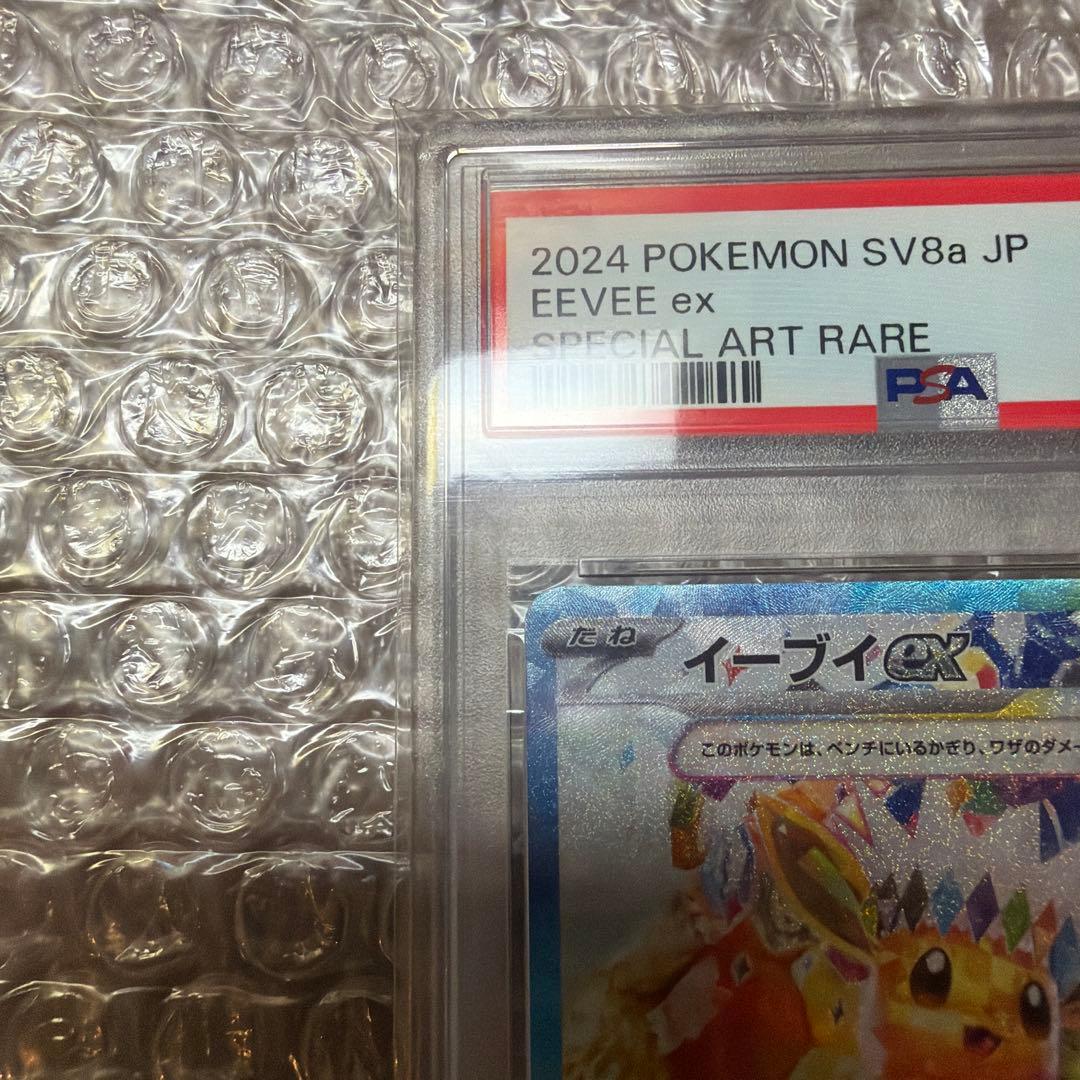 2024 POKEMON SV8a JP
EEVEE ex
SPECIAL ART RARE
PSA
たね
イーブイex
このポケモンは、ベンチにいるかぎり、ワザのダメー